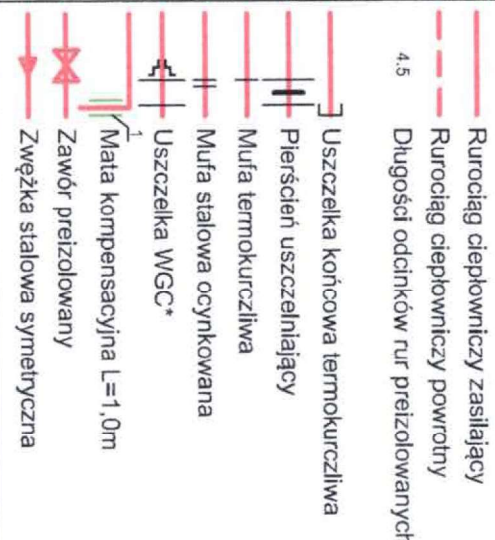 Rurociąg ciepłowniczy zasilający
Rurociąg ciepłowniczy powrotny
4.5 Długości odcinków rur preizolowanych
Uszczelka końcowa termokurczliwa
Pierścień uszczelniający
Mufa termokurczliwa
Mufa stalowa ocynkowana
Uszczelka WGC*
1
Mata kompensacyjna L=1,0m
Zawór preizolowany
Zwężka stalowa symetryczna